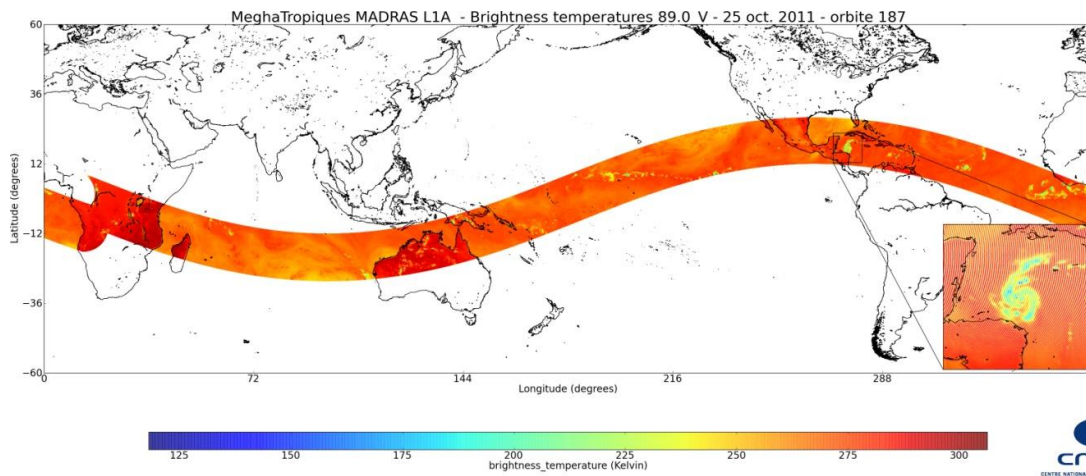 MeghaTropiques MADRAS L1A - Brightness temperatures 89.0 V - 25 oct. 2011 - orbite 187
60
36
12
−12
−36
−60
Latitude (degrees)
0 72 144 216 288
Longitude (degrees)
125 150 175 200 225 250 275 300
brightness_temperature (Kelvin)
CENTRE NATIONAL